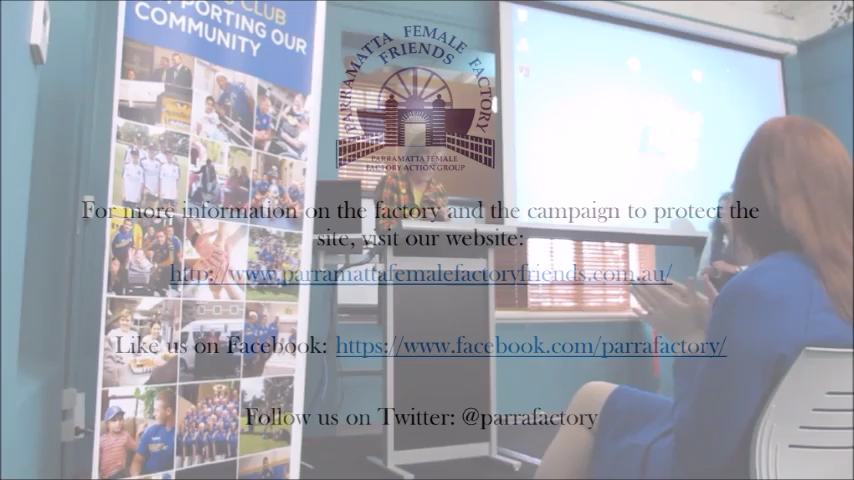 CLUB
PORTING OUR
COMMUNITY
PARRAMATTA FEMALE FACTORY
FRIENDS
PARRAMATTA FEMALE
FACTORY ACTION GROUP
For more information on the factory and the campaign to protect the
site, visit our website:
http://www.parramattafemalefactoryfriends.com.au/
Like us on Facebook: https://www.facebook.com/parrafactory/
Follow us on Twitter: @parrafactory